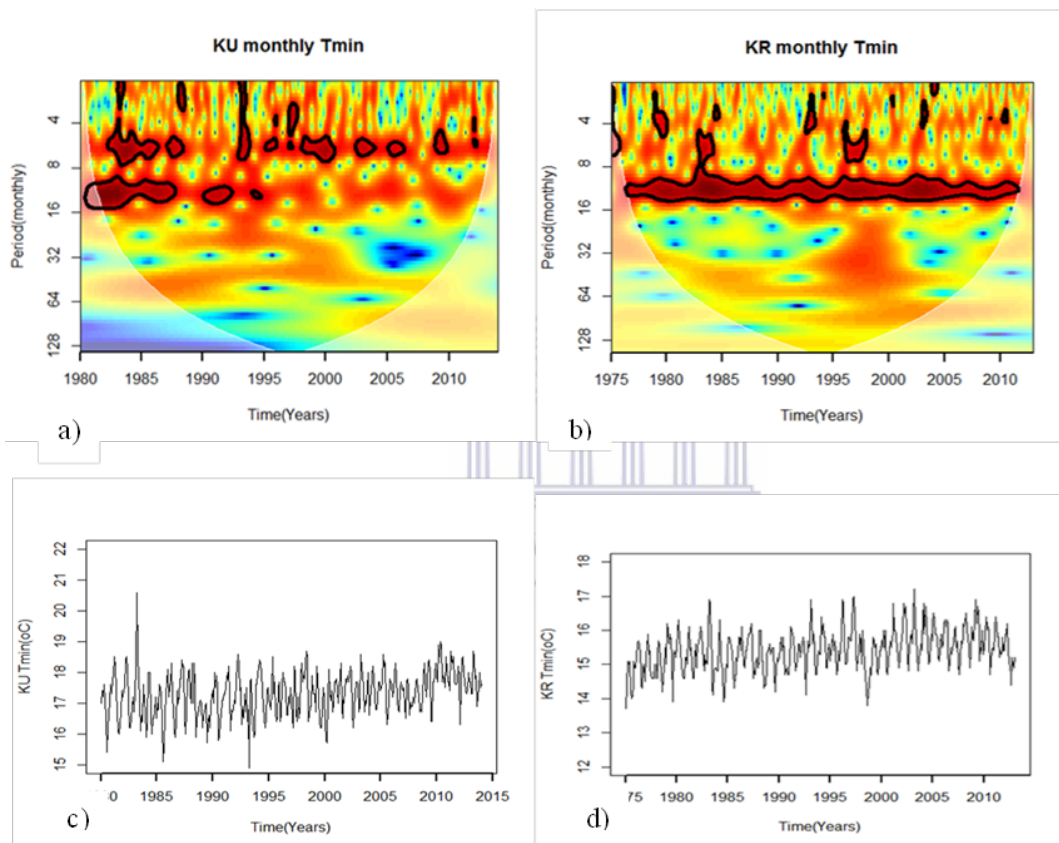 KU monthly Tmin
Period(monthly)
4
8
16
32
64
128
1980 1985 1990 1995 2000 2005 2010
Time(Years)
a)
KR monthly Tmin
Period(monthly)
4
8
16
32
64
128
1975 1980 1985 1990 1995 2000 2005 2010
Time(Years)
b)
KU Tmin(oC)
22
21
20
19
18
17
16
15
80 1985 1990 1995 2000 2005 2010 2015
Time(Years)
c)
KR Tmin(oC)
18
17
16
15
14
13
12
75 1980 1985 1990 1995 2000 2005 2010
Time(Years)
d)